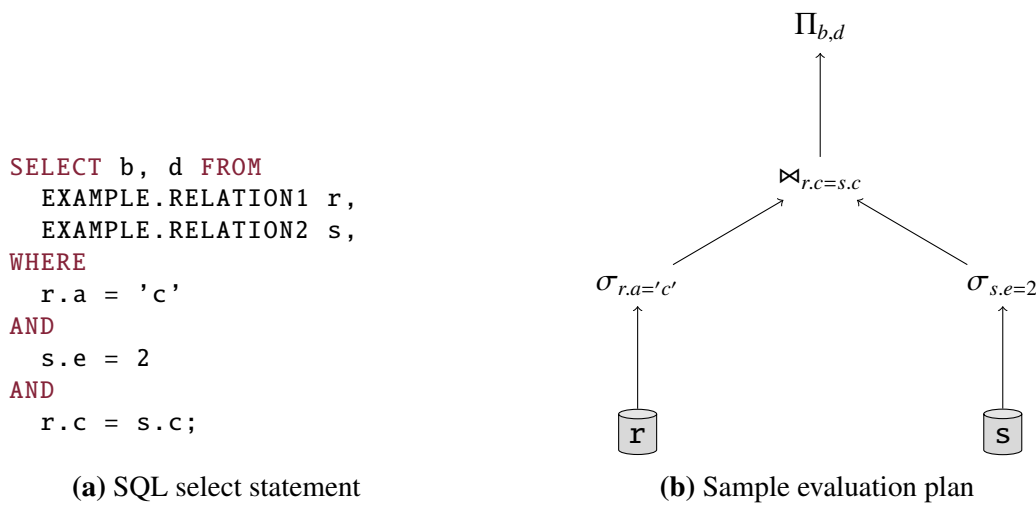 SELECT b, d FROM
  EXAMPLE.RELATION1 r,
  EXAMPLE.RELATION2 s,
WHERE
  r.a = 'c'
AND
  s.e = 2
AND
  r.c = s.c;
(a) SQL select statement
Π_{b,d}
⋈_{r.c=s.c}
σ_{r.a='c'} σ_{s.e=2}
r s
(b) Sample evaluation plan